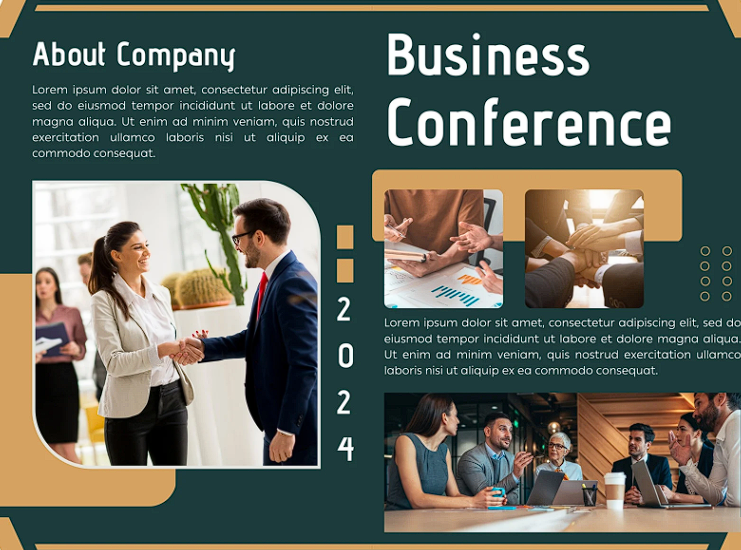 About Company
Lorem ipsum dolor sit amet, consectetur adipiscing elit,
sed do eiusmod tempor incididunt ut labore et dolore
magna aliqua. Ut enim ad minim veniam, quis nostrud
exercitation ullamco laboris nisi ut aliquip ex ea
commodo consequat.
2
0
2
4
Business
Conference
Lorem ipsum dolor sit amet, consectetur adipiscing elit, sed do
eiusmod tempor incididunt ut labore et dolore magna aliqua.
Ut enim ad minim veniam, quis nostrud exercitation ullamco
laboris nisi ut aliquip ex ea commodo consequat.